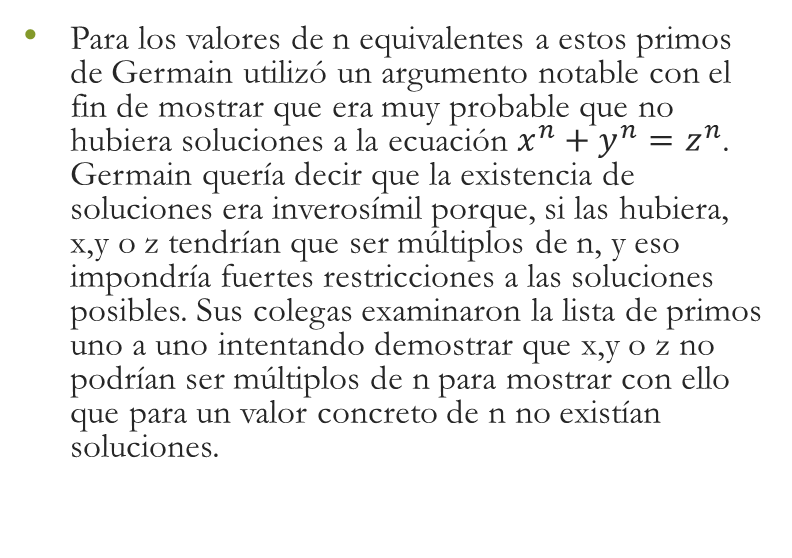 • Para los valores de n equivalentes a estos primos
de Germain utilizó un argumento notable con el
fin de mostrar que era muy probable que no
hubiera soluciones a la ecuación 𝑥ⁿ + 𝑦ⁿ = 𝑧ⁿ.
Germain quería decir que la existencia de
soluciones era inverosímil porque, si las hubiera,
x,y o z tendrían que ser múltiplos de n, y eso
impondría fuertes restricciones a las soluciones
posibles. Sus colegas examinaron la lista de primos
uno a uno intentando demostrar que x,y o z no
podrían ser múltiplos de n para mostrar con ello
que para un valor concreto de n no existían
soluciones.